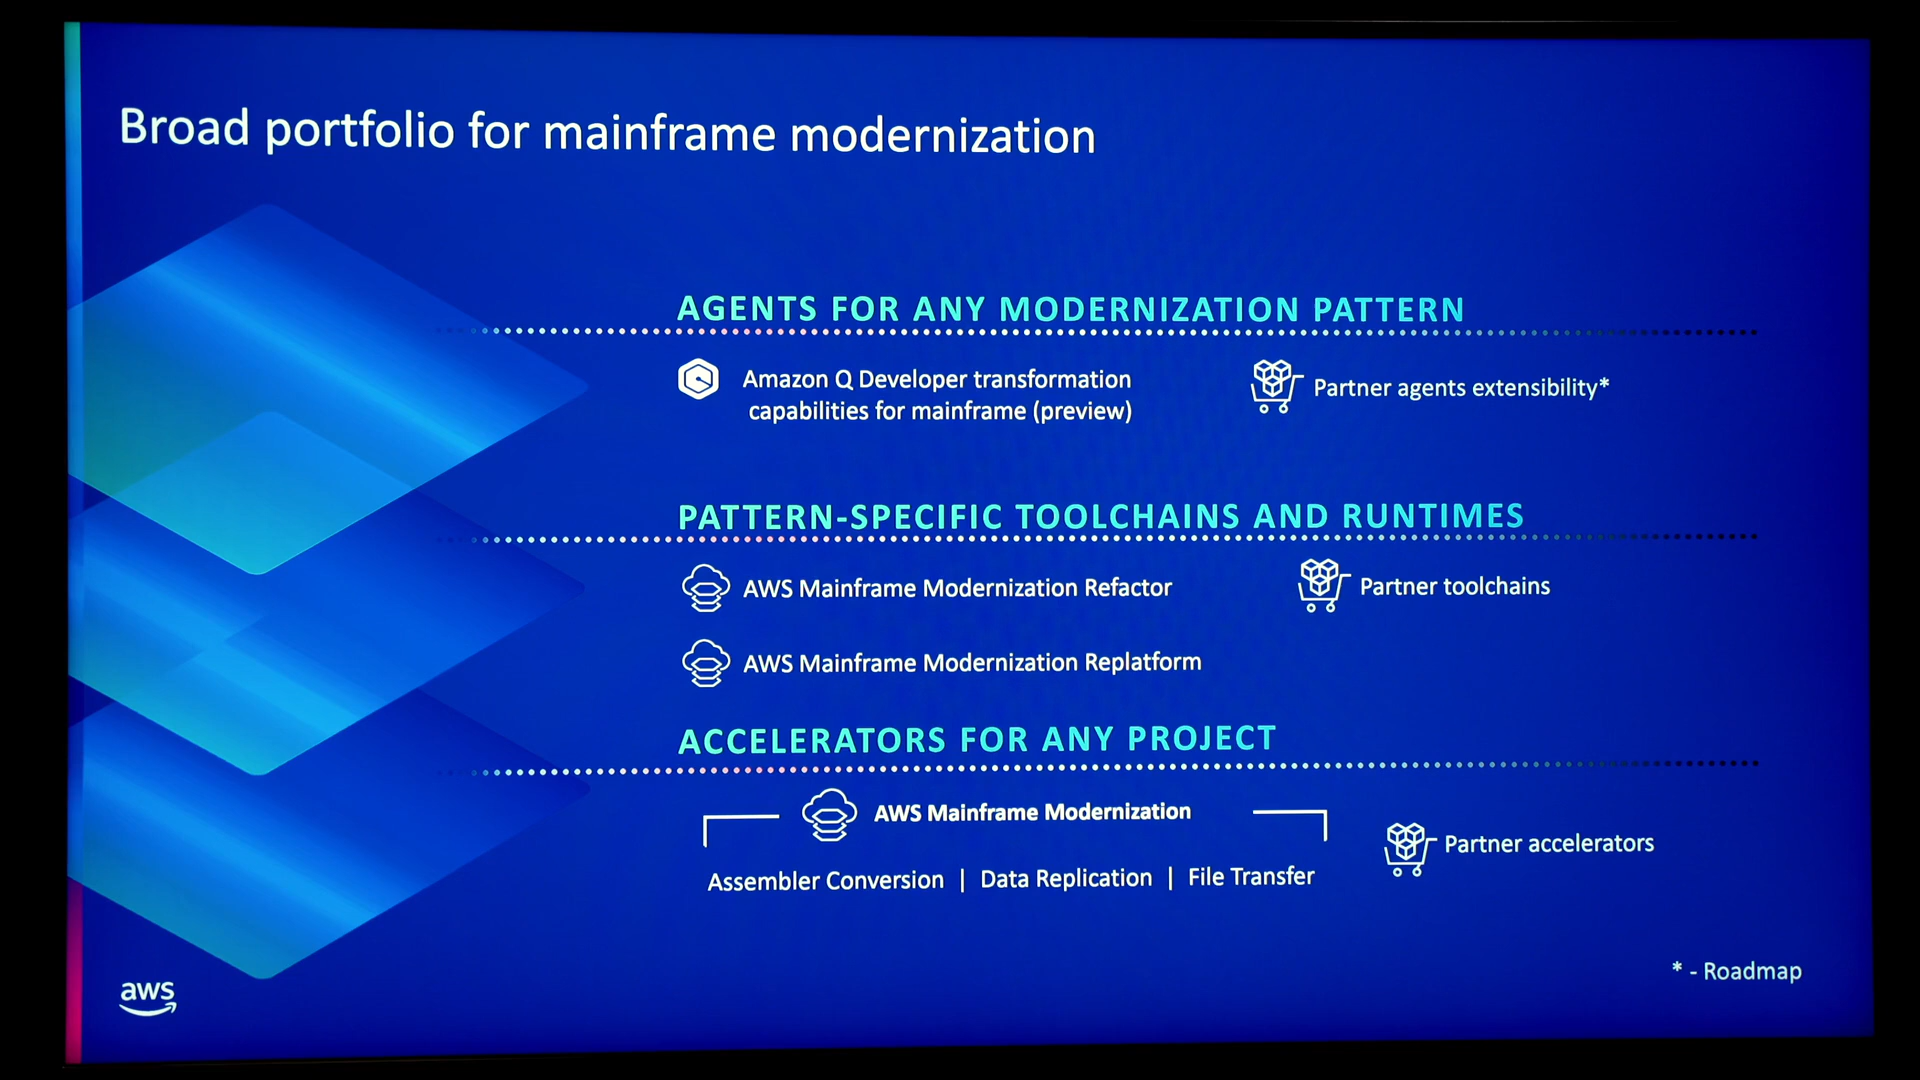 Broad portfolio for mainframe modernization
AGENTS FOR ANY MODERNIZATION PATTERN
Amazon Q Developer transformation
capabilities for mainframe (preview)
Partner agents extensibility*
PATTERN-SPECIFIC TOOLCHAINS AND RUNTIMES
AWS Mainframe Modernization Refactor
Partner toolchains
AWS Mainframe Modernization Replatform
ACCELERATORS FOR ANY PROJECT
AWS Mainframe Modernization
Assembler Conversion | Data Replication | File Transfer
Partner accelerators
* - Roadmap
aws